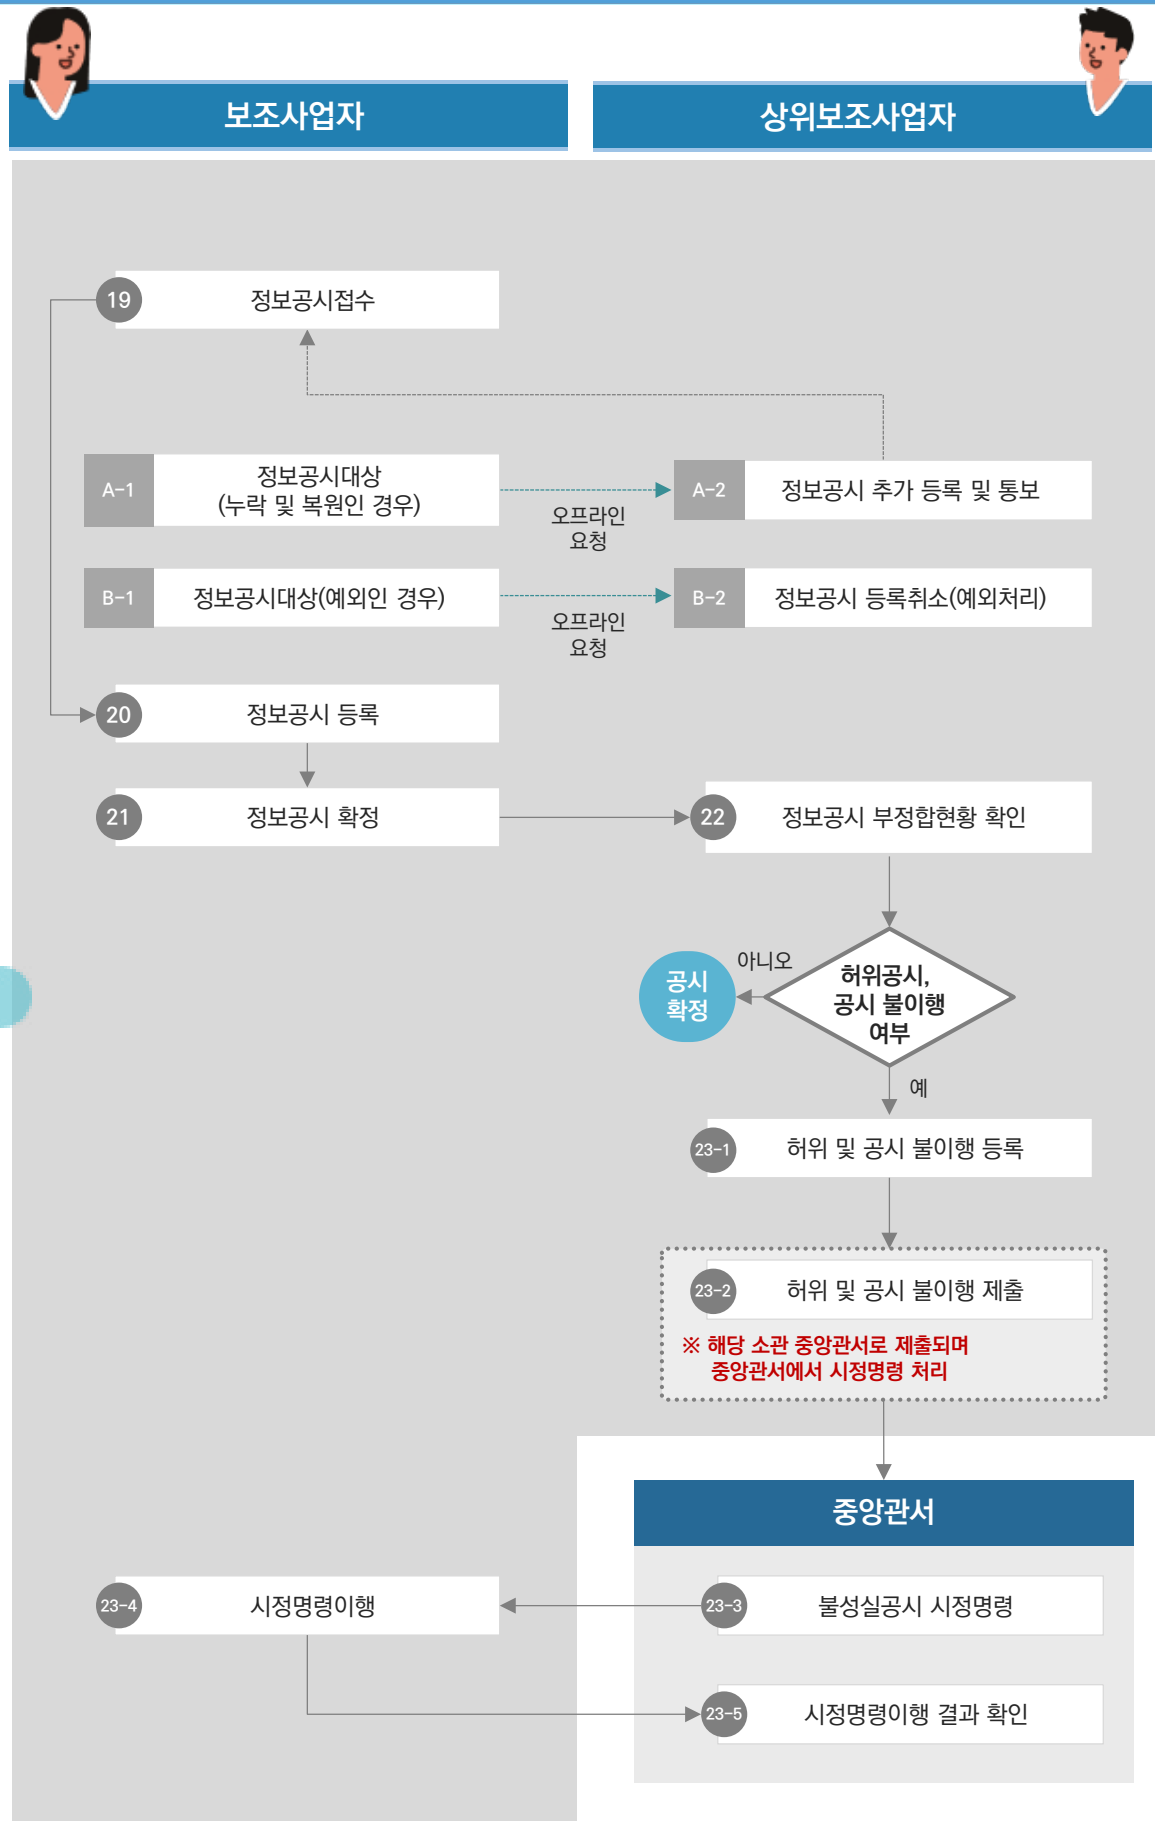 보조사업자
상위보조사업자
19
정보공시접수
A-1
정보공시대상
(누락 및 복원인 경우)
오프라인
요청
A-2
정보공시 추가 등록 및 통보
B-1
정보공시대상(예외인 경우)
오프라인
요청
B-2
정보공시 등록취소(예외처리)
20
정보공시 등록
21
정보공시 확정
22
정보공시 부정합현황 확인
아니오
공시
확정
허위공시,
공시 불이행
여부
예
23-1
허위 및 공시 불이행 등록
23-2
허위 및 공시 불이행 제출
※ 해당 소관 중앙관서로 제출되며
중앙관서에서 시정명령 처리
중앙관서
23-4
시정명령이행
23-3
불성실공시 시정명령
23-5
시정명령이행 결과 확인